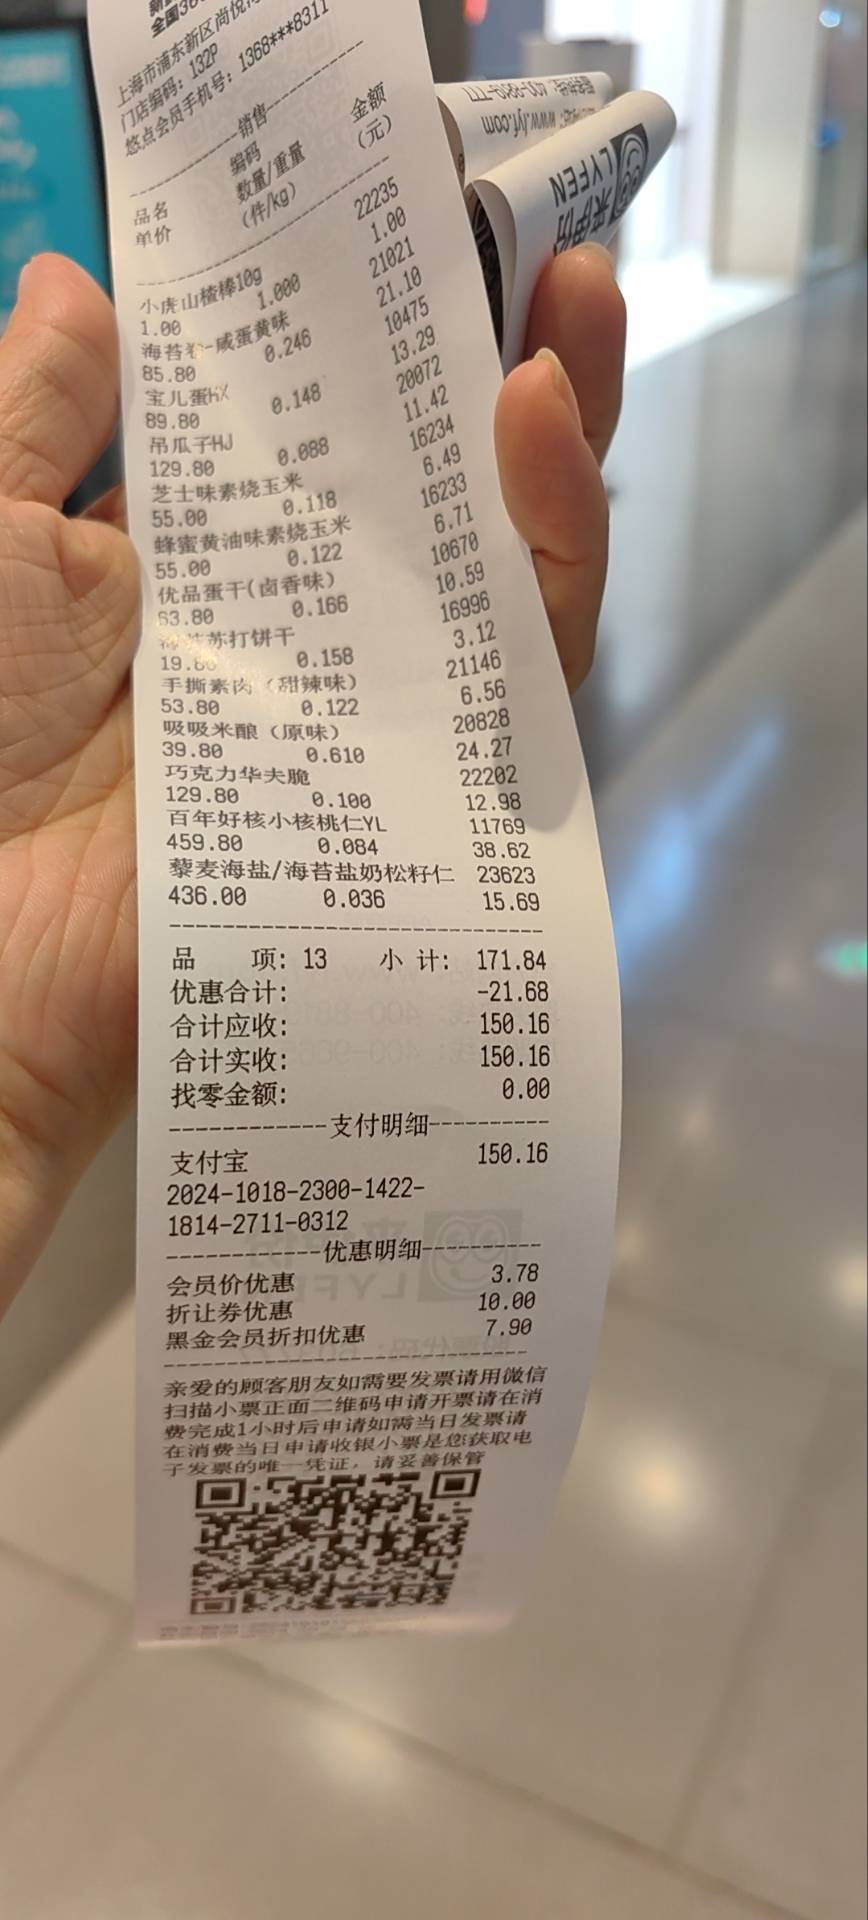 全国36
上海市浦东新区尚悦
门店编码: 132P
悠点会员手机号: 1368***8311
销售
品名 编码 金额
单价 数量/重量 (元)
(件/kg)
小虎山楂棒10g 22235
1.00 1.000 1.00
海苔卷-咸蛋黄味 21021
85.80 0.246 21.10
宝儿蛋HX 10475
89.80 0.148 13.29
吊瓜子HJ 20072
129.80 0.088 11.42
芝士味素烧玉米 16234
55.00 0.118 6.49
蜂蜜黄油味素烧玉米 16233
55.00 0.122 6.71
优品蛋干(卤香味) 10670
63.80 0.166 10.59
苏打饼干 16996
19.80 0.158 3.12
手撕素肉(甜辣味) 21146
53.80 0.122 6.56
吸吸米酿(原味) 20828
39.80 0.610 24.27
巧克力华夫脆 22202
129.80 0.100 12.98
百年好核小核桃仁YL 11769
459.80 0.084 38.62
藜麦海盐/海苔盐奶松籽仁 23623
436.00 0.036 15.69
品 项: 13 小 计: 171.84
优惠合计: -21.68
合计应收: 150.16
合计实收: 150.16
找零金额: 0.00
支付明细
支付宝 150.16
2024-1018-2300-1422-
1814-2711-0312
优惠明细
会员价优惠 3.78
折让券优惠 10.00
黑金会员折扣优惠 7.90
亲爱的顾客朋友如需要发票请用微信
扫描小票正面二维码申请开票请在消
费完成1小时后申请如需当日发票请
在消费当日申请收银小票是您获取电
子发票的唯一凭证，请妥善保管
www.lyf.com
来伊份
LYFEN